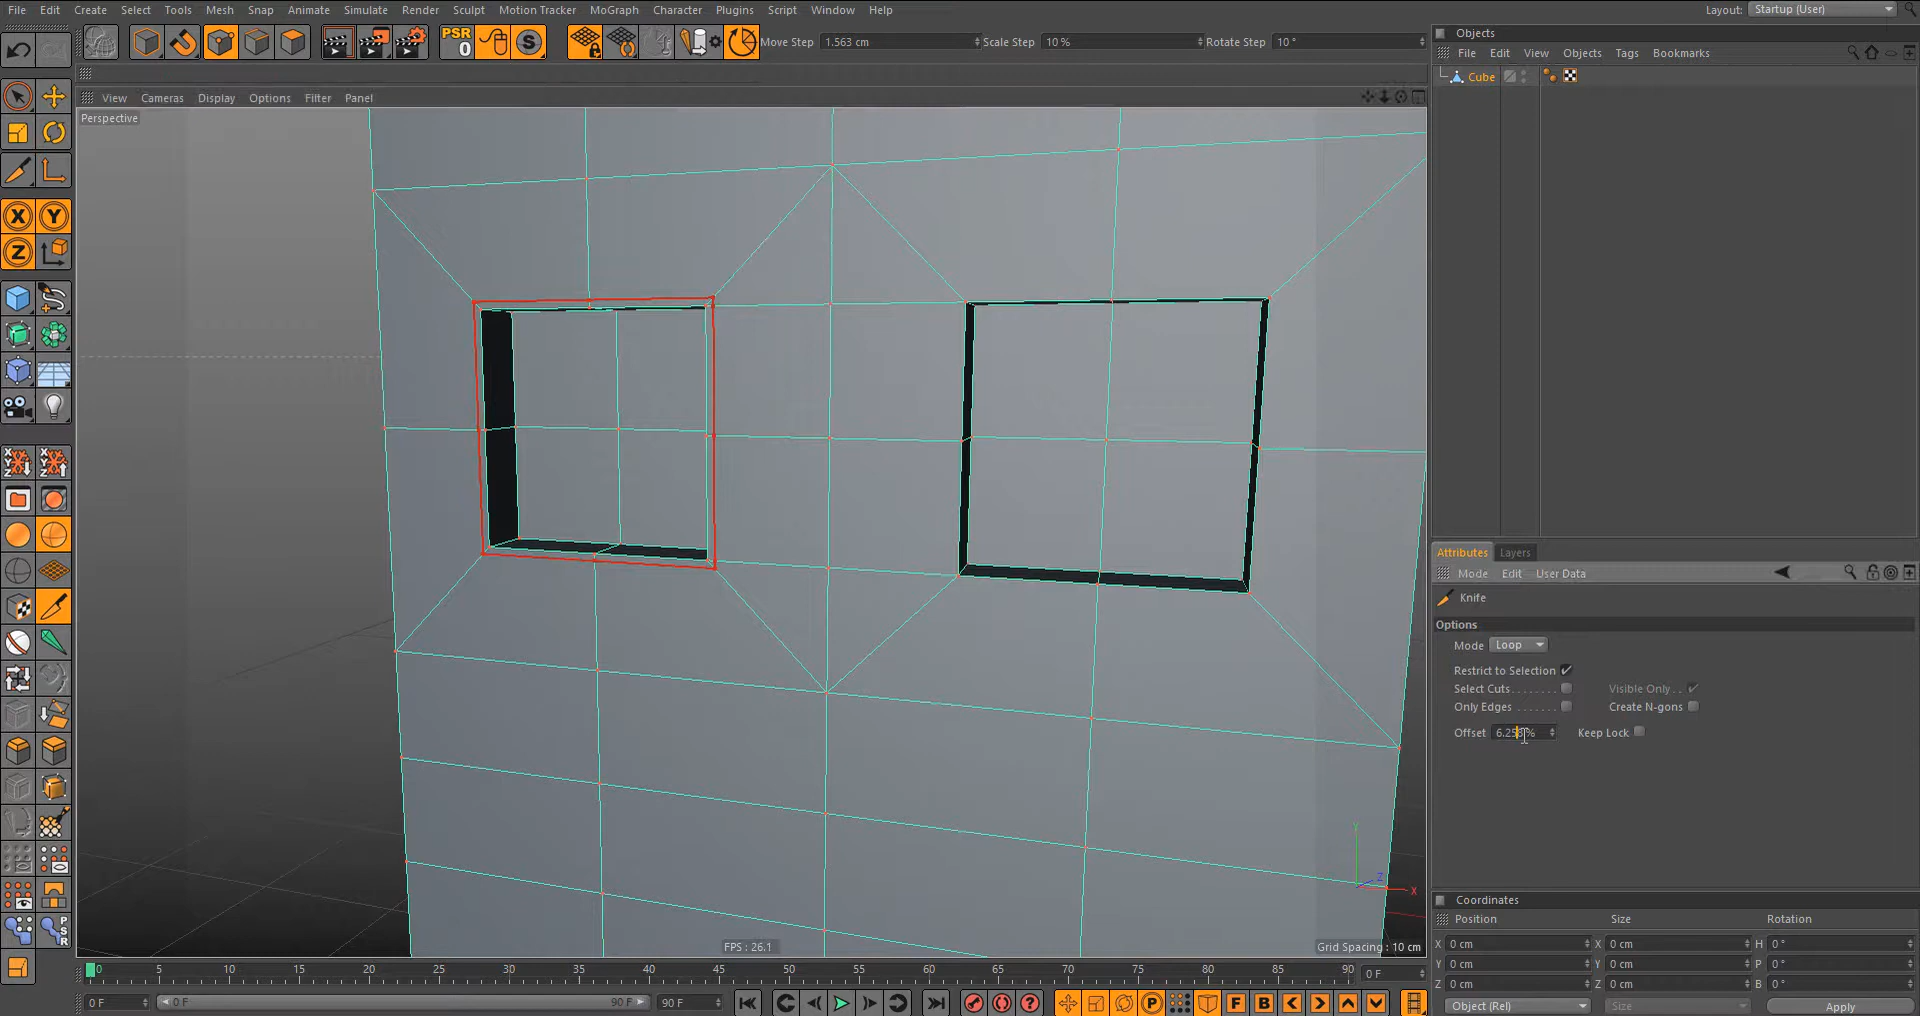 File Edit Create Select Tools Mesh Snap Animate Simulate Render Sculpt Motion Tracker MoGraph Character Plugins Script Window Help Layout: Startup (User)
PSR 0 S Move Step 1.563 cm Scale Step 10 % Rotate Step 10 °
Objects
File Edit View Objects Tags Bookmarks
Cube
View Cameras Display Options Filter Panel
Perspective
X Y
Z
Attributes Layers
Mode Edit User Data
Knife
Options
Mode Loop
Restrict to Selection
Select Cuts Visible Only
Only Edges Create N-gons
Offset Keep Lock
Y
Z
X
FPS : 26.1 Grid Spacing : 10 cm
Coordinates
Position Size Rotation
X 0 cm X 0 cm H 0 °
Y 0 cm Y 0 cm P 0 °
Z 0 cm Z 0 cm B 0 °
Object (Rel) Size Apply
0 5 10 15 20 25 30 35 40 45 50 55 60 65 70 75 80 85 90 0 F
0 F 0 F 90 F 90 F P F B